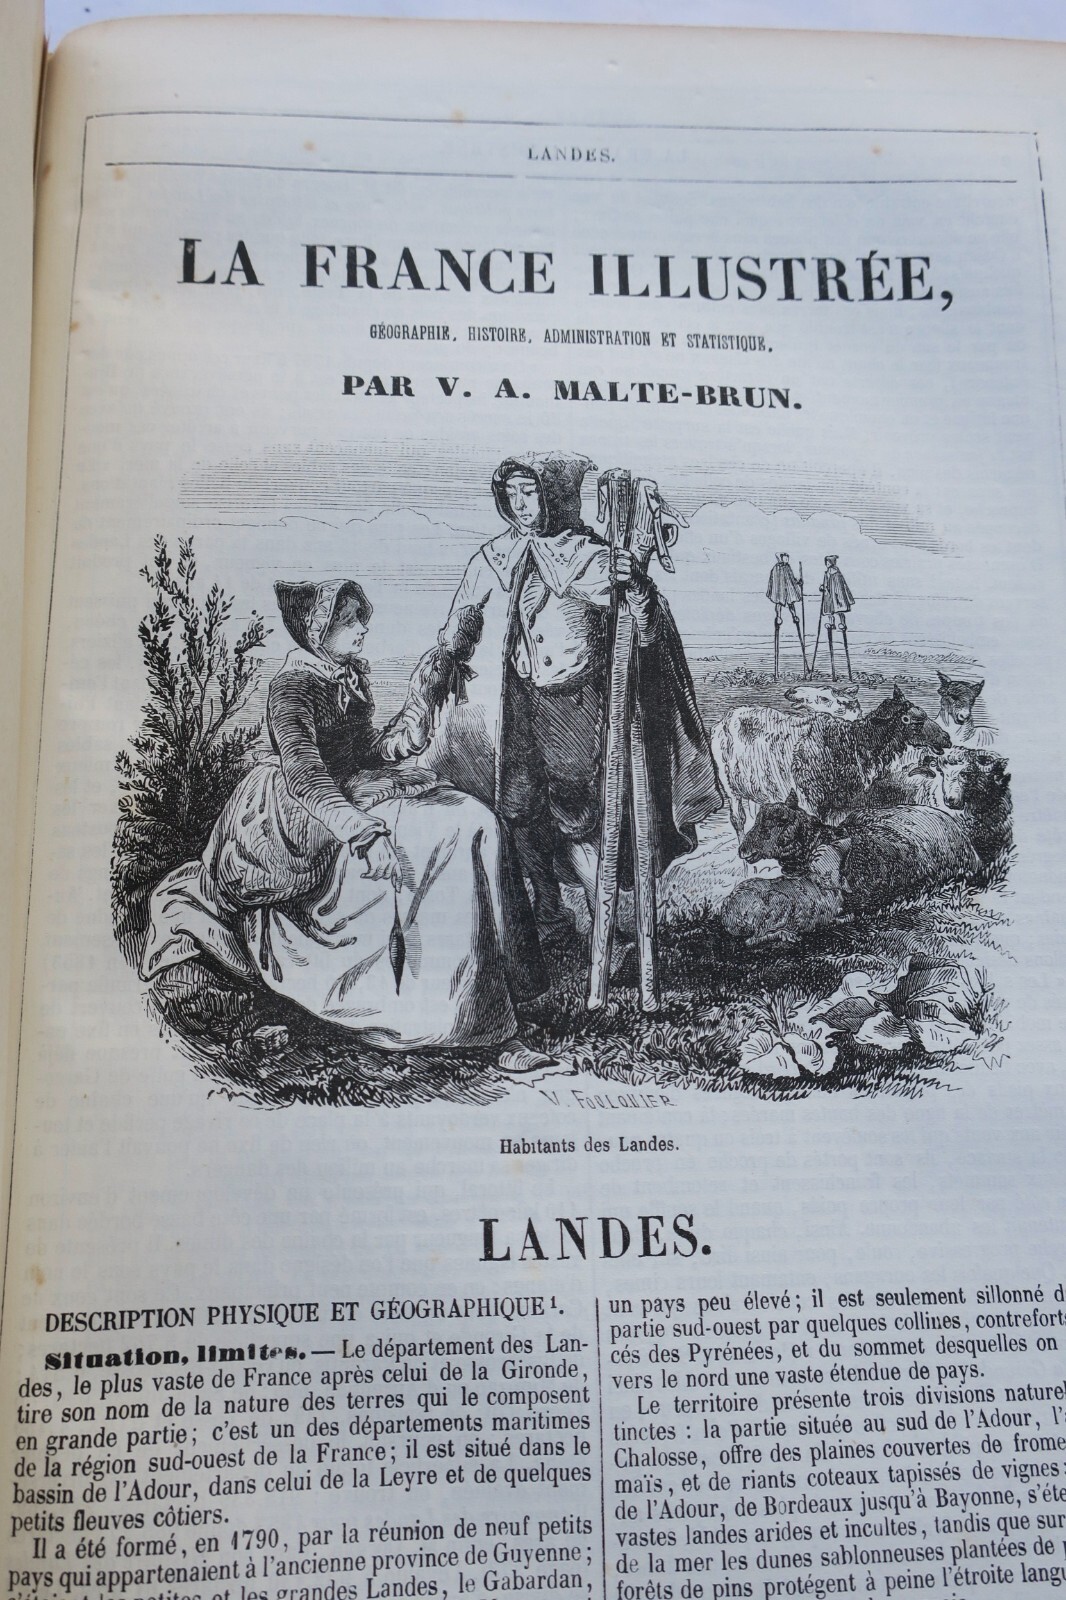 LANDES.
LA FRANCE ILLUSTRÉE,
GÉOGRAPHIE, HISTOIRE, ADMINISTRATION ET STATISTIQUE,
PAR V. A. MALTE-BRUN.
V. FOULQUIER
Habitants des Landes.
LANDES.
DESCRIPTION PHYSIQUE ET GÉOGRAPHIQUE 1.
Situation, limites. — Le département des Lan-
des, le plus vaste de France après celui de la Gironde,
tire son nom de la nature des terres qui le composent
en grande partie; c'est un des départements maritimes
de la région sud-ouest de la France; il est situé dans le
bassin de l'Adour, dans celui de la Leyre et de quelques
petits fleuves côtiers.
Il a été formé, en 1790, par la réunion de neuf petits
pays qui appartenaient à l'ancienne province de Guyenne;
et les grandes Landes, le Gabardan,
un pays peu élevé; il est seulement sillonné d
partie sud-ouest par quelques collines, contreforts
cés des Pyrénées, et du sommet desquelles on
vers le nord une vaste étendue de pays.
Le territoire présente trois divisions naturel
tinctes : la partie située au sud de l'Adour, l'
Chalosse, offre des plaines couvertes de frome
maïs, et de riants coteaux tapissés de vignes
de l'Adour, de Bordeaux jusqu'à Bayonne, s'éte
vastes landes arides et incultes, tandis que sur
de la mer les dunes sablonneuses plantées de
forêts de pins protégent à peine l'étroite langu